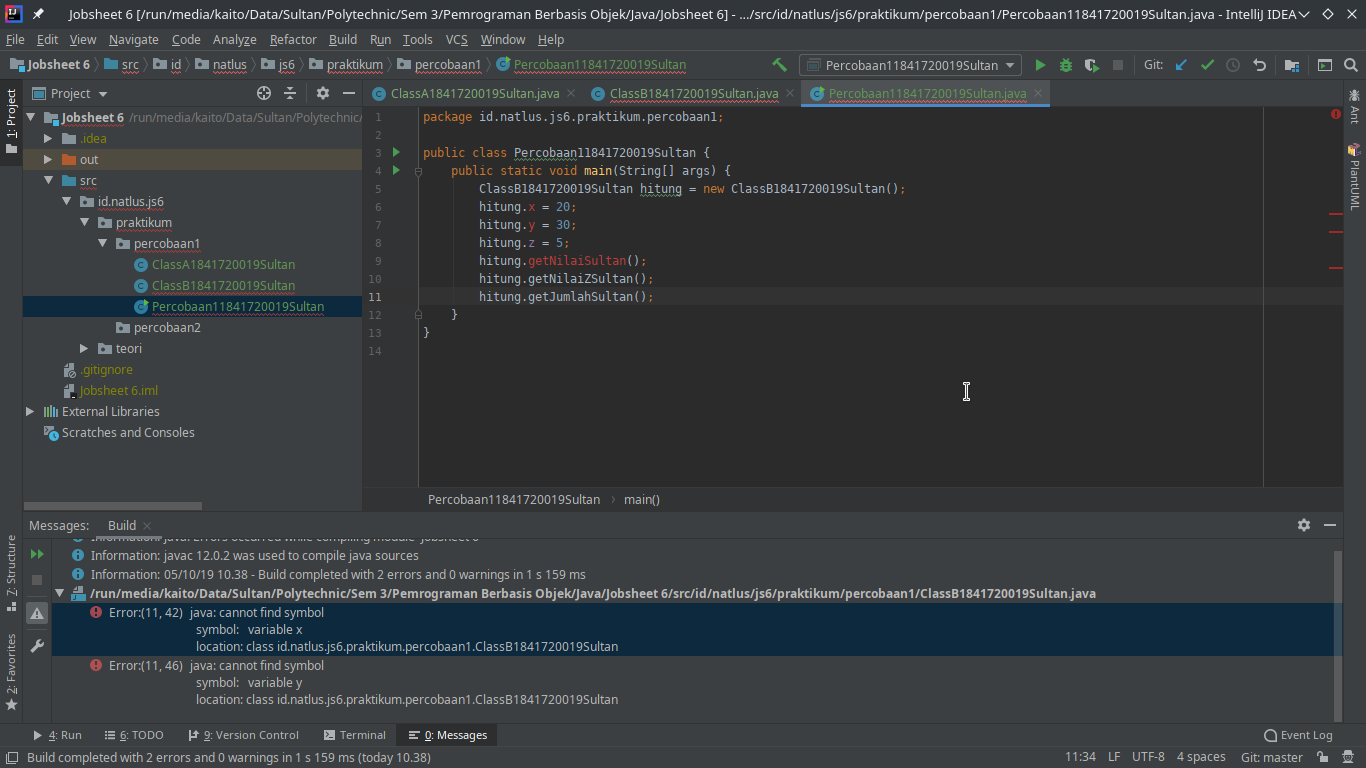 Jobsheet 6 [/run/media/kaito/Data/Sultan/Polytechnic/Sem 3/Pemrograman Berbasis Objek/Java/Jobsheet 6] - .../src/id/natlus/js6/praktikum/percobaan1/Percobaan11841720019Sultan.java - IntelliJ IDEA
File Edit View Navigate Code Analyze Refactor Build Run Tools VCS Window Help
Jobsheet 6 src id natlus js6 praktikum percobaan1 Percobaan11841720019Sultan Percobaan11841720019Sultan Git:
Project
ClassA1841720019Sultan.java ClassB1841720019Sultan.java Percobaan11841720019Sultan.java
1: Project
Jobsheet 6 /run/media/kaito/Data/Sultan/Polytechnic/
.idea
out
src
id.natlus.js6
praktikum
percobaan1
ClassA1841720019Sultan
ClassB1841720019Sultan
Percobaan11841720019Sultan
percobaan2
teori
.gitignore
Jobsheet 6.iml
External Libraries
Scratches and Consoles
1 package id.natlus.js6.praktikum.percobaan1;
2
3 public class Percobaan11841720019Sultan {
4 public static void main(String[] args) {
5 ClassB1841720019Sultan hitung = new ClassB1841720019Sultan();
6 hitung.x = 20;
7 hitung.y = 30;
8 hitung.z = 5;
9 hitung.getNilaiSultan();
10 hitung.getNilaiZSultan();
11 hitung.getJumlahSultan();
12 }
13 }
14
Percobaan11841720019Sultan › main()
Ant
PlantUML
7: Structure
2: Favorites
Messages: Build
Information: javac 12.0.2 was used to compile java sources
Information: 05/10/19 10.38 - Build completed with 2 errors and 0 warnings in 1 s 159 ms
/run/media/kaito/Data/Sultan/Polytechnic/Sem 3/Pemrograman Berbasis Objek/Java/Jobsheet 6/src/id/natlus/js6/praktikum/percobaan1/ClassB1841720019Sultan.java
Error:(11, 42) java: cannot find symbol
symbol: variable x
location: class id.natlus.js6.praktikum.percobaan1.ClassB1841720019Sultan
Error:(11, 46) java: cannot find symbol
symbol: variable y
location: class id.natlus.js6.praktikum.percobaan1.ClassB1841720019Sultan
4: Run 6: TODO 9: Version Control Terminal 0: Messages Event Log
Build completed with 2 errors and 0 warnings in 1 s 159 ms (today 10.38) 11:34 LF UTF-8 4 spaces Git: master